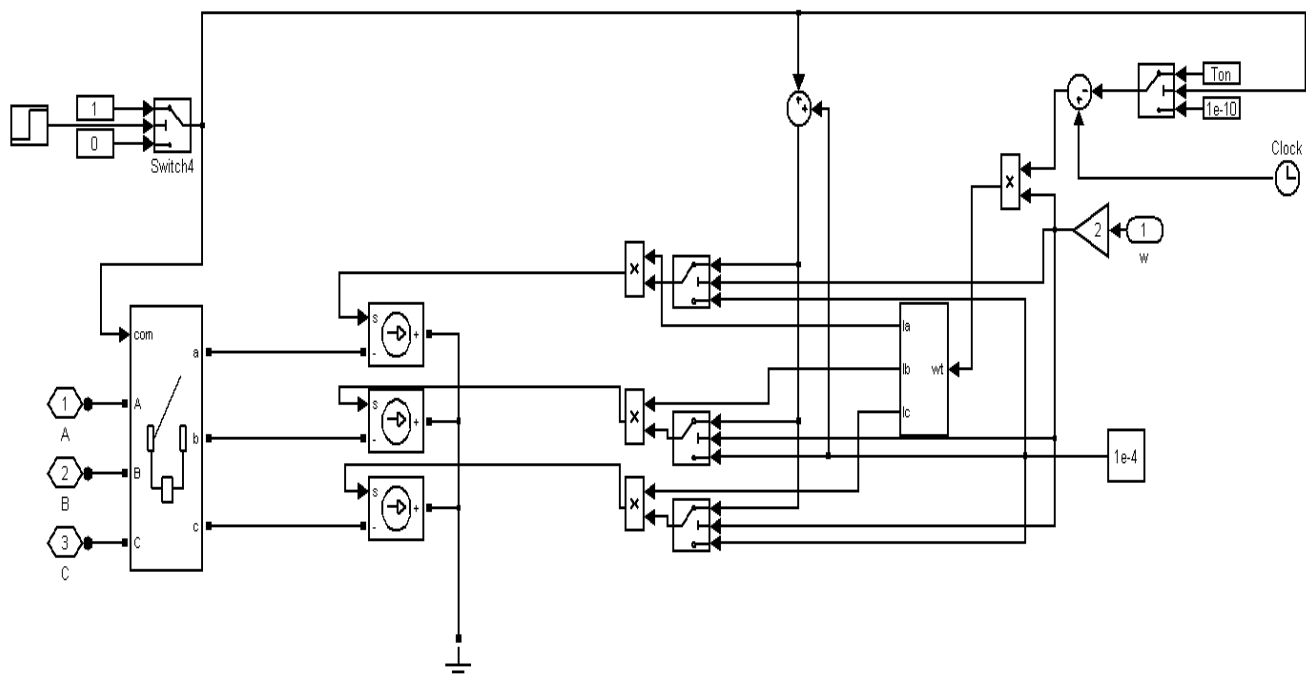 1
0
Switch4
Ton
1e-10
Clock
2
1
w
com
A
B
C
a
b
c
1
A
2
B
3
C
s
-
+
s
-
+
s
-
+
x
x
x
x
Ia
Ib
Ic
wt
1e-4
+
+
-
+